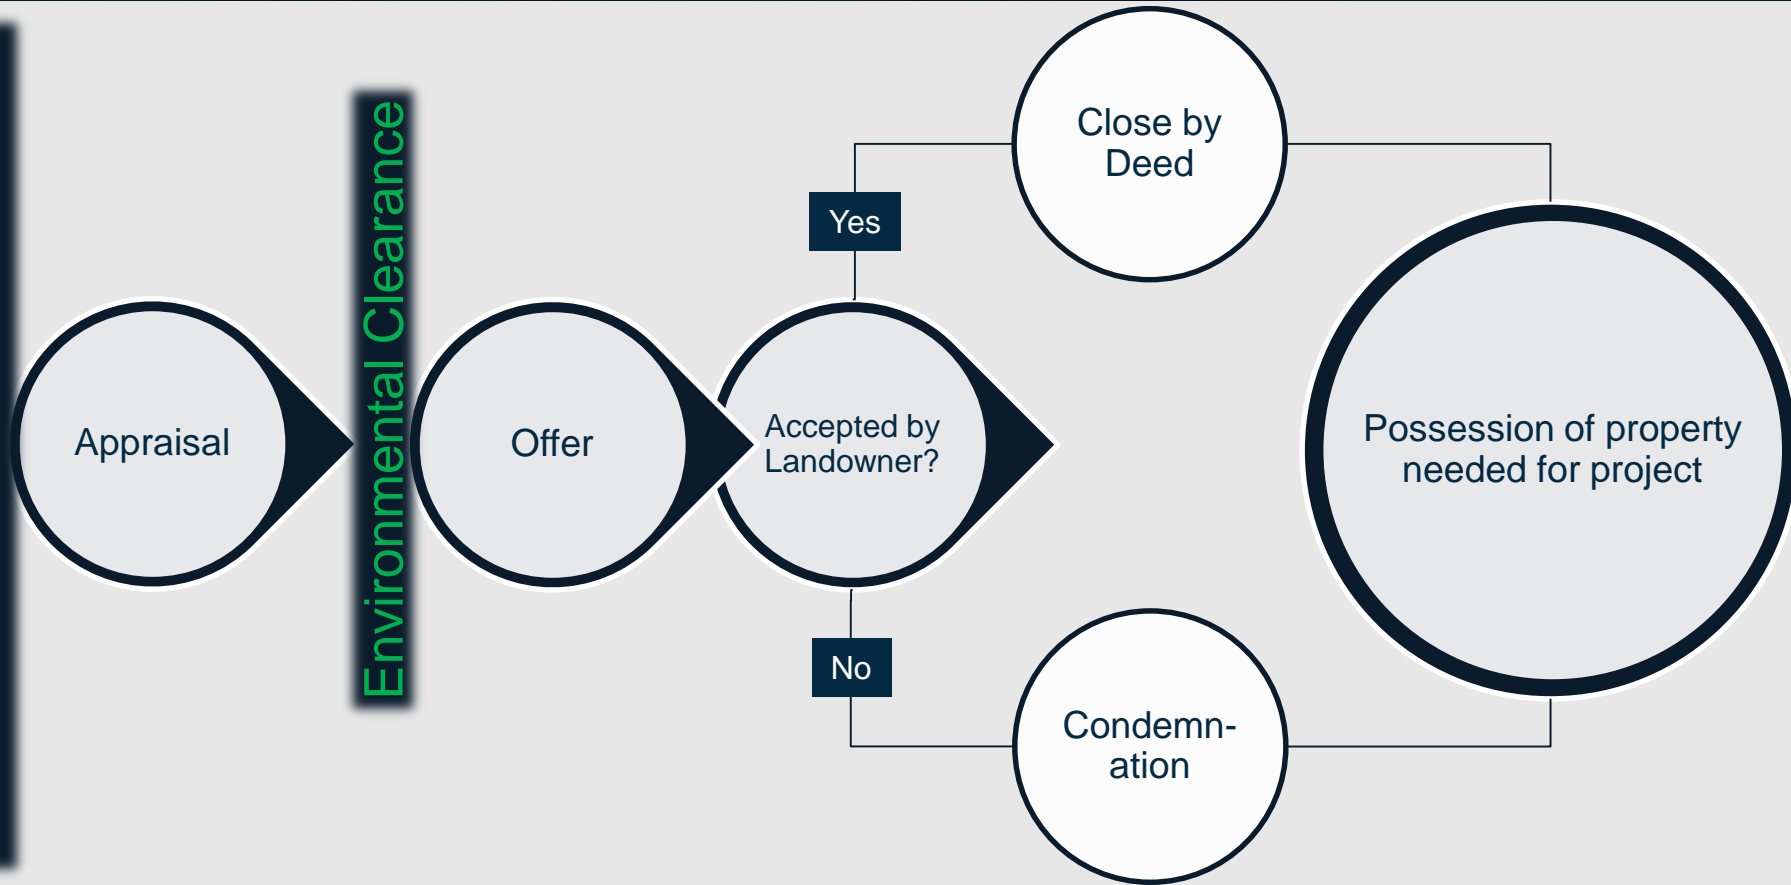 Appraisal
Environmental Clearance
Offer
Accepted by
Landowner?
Yes
Close by
Deed
No
Condemn-
ation
Possession of property
needed for project